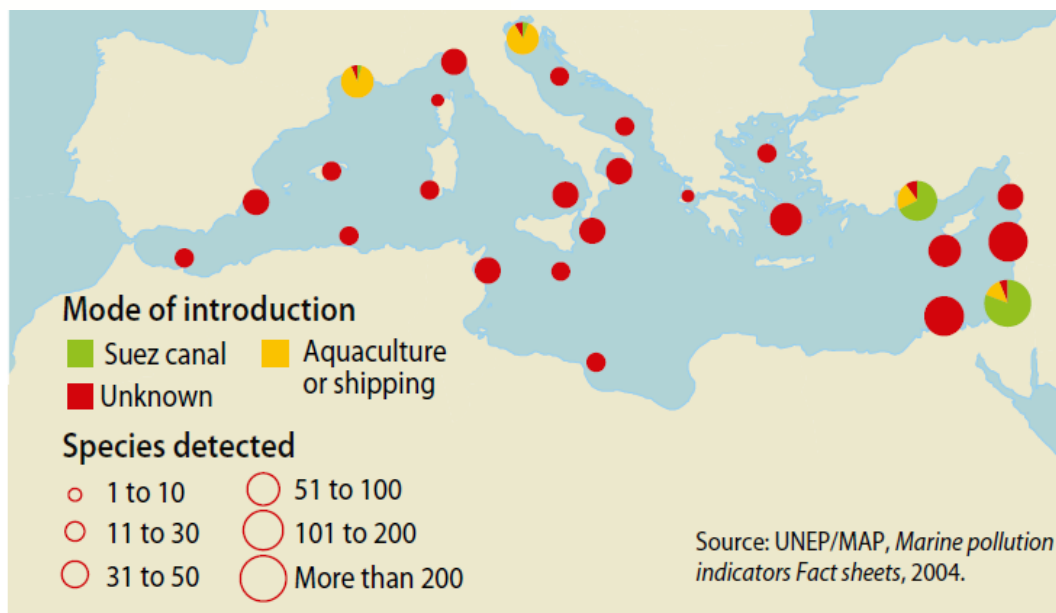 Mode of introduction
Suez canal
Aquaculture
or shipping
Unknown
Species detected
1 to 10
51 to 100
11 to 30
101 to 200
31 to 50
More than 200
Source: UNEP/MAP, Marine pollution
indicators Fact sheets, 2004.